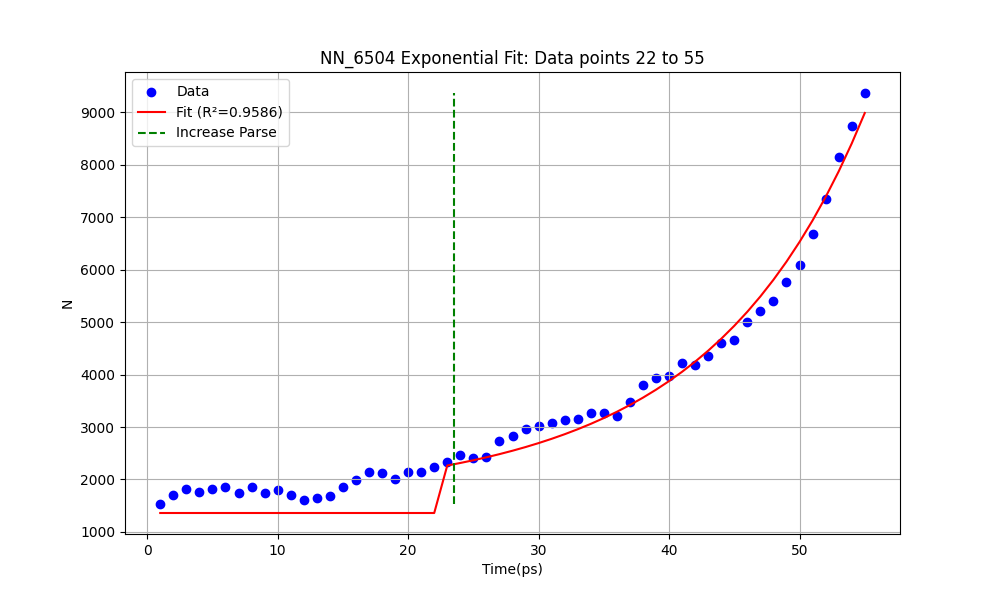 NN_6504 Exponential Fit: Data points 22 to 55
Data
Fit (R²=0.9586)
Increase Parse
9000
8000
7000
6000
5000
4000
3000
2000
1000
N
0
10
20
30
40
50
Time(ps)